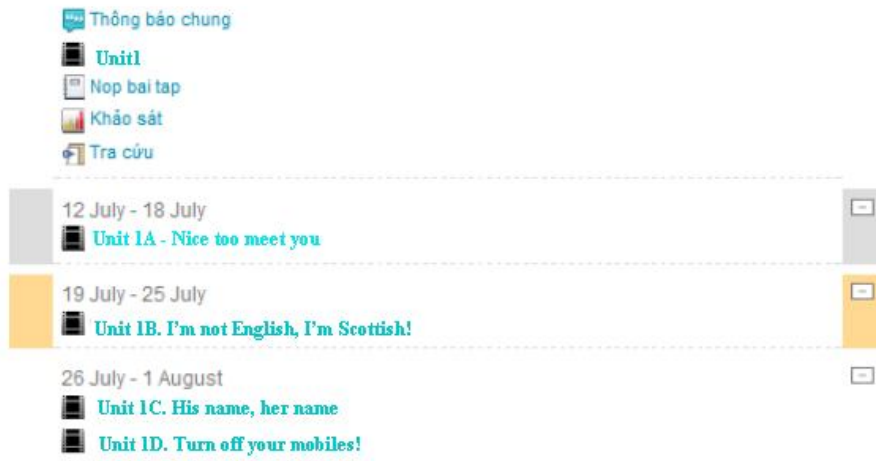 Thông báo chung
Unit1
Nop bai tap
Khảo sát
Tra cứu
12 July - 18 July
Unit 1A - Nice too meet you
19 July - 25 July
Unit 1B. I'm not English, I'm Scottish!
26 July - 1 August
Unit 1C. His name, her name
Unit 1D. Turn off your mobiles!